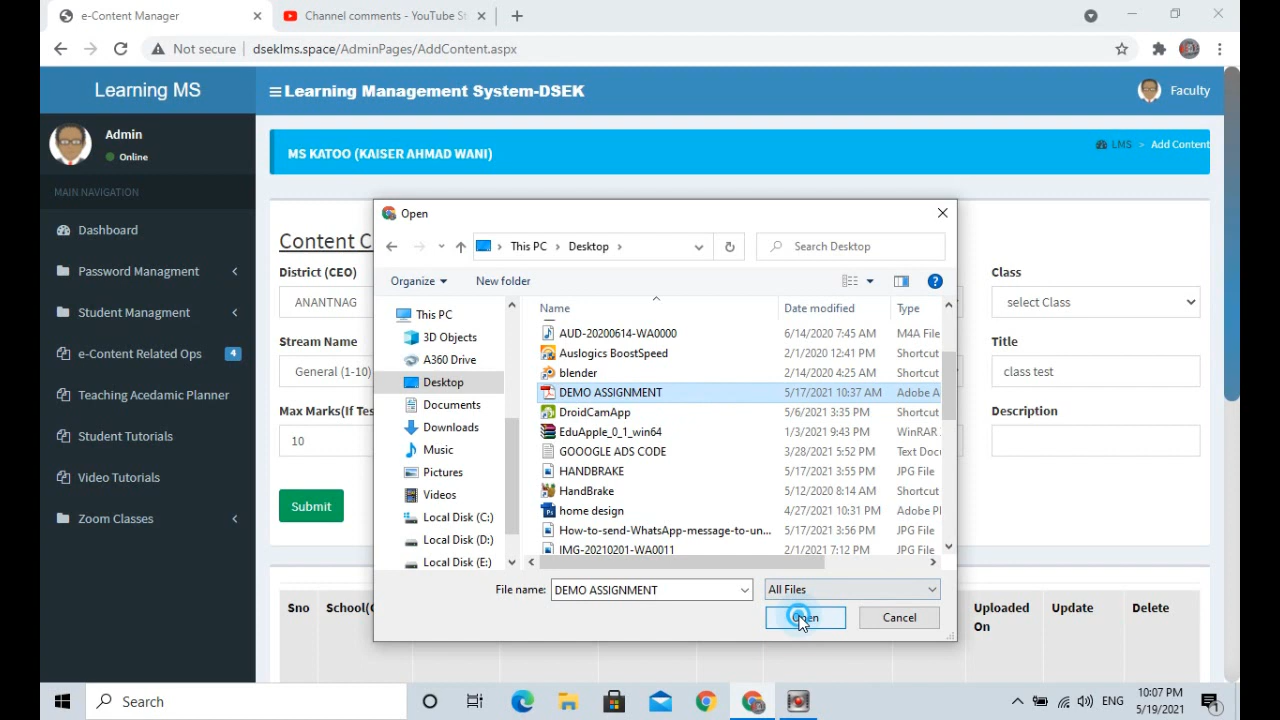 e-Content Manager
Channel comments - YouTube St
Not secure
dseklms.space/AdminPages/AddContent.aspx
Learning MS
Learning Management System-DSEK
Faculty
Admin
Online
MS KATOO (KAISER AHMAD WANI)
LMS > Add Content
MAIN NAVIGATION
Dashboard
Password Managment
Student Managment
e-Content Related Ops
4
Teaching Acedamic Planner
Student Tutorials
Video Tutorials
Zoom Classes
Content C
District (CEO)
ANANTNAG
Stream Name
General (1-10)
Max Marks(If Tes
10
Submit
Class
select Class
Title
class test
Description
Open
This PC > Desktop >
Search Desktop
Organize
New folder
This PC
3D Objects
A360 Drive
Desktop
Documents
Downloads
Music
Pictures
Videos
Local Disk (C:)
Local Disk (D:)
Local Disk (E:)
Name Date modified Type
AUD-20200614-WA0000 6/14/2020 7:45 AM M4A File
Auslogics BoostSpeed 2/1/2020 12:41 PM Shortcut
blender 2/14/2020 4:25 AM Shortcut
DEMO ASSIGNMENT 5/17/2021 10:37 AM Adobe A
DroidCamApp 5/6/2021 3:35 PM Shortcut
EduApple_0_1_win64 1/3/2021 9:43 PM WinRAR
GOOOGLE ADS CODE 3/28/2021 5:52 PM Text Docu
HANDBRAKE 5/17/2021 3:55 PM JPG File
HandBrake 5/12/2020 8:14 AM Shortcut
home design 4/27/2021 10:31 PM Adobe P
How-to-send-WhatsApp-message-to-un... 5/17/2021 3:56 PM JPG File
IMG-20210201-WA0011 2/1/2021 7:12 PM JPG File
File name: DEMO ASSIGNMENT
All Files
Open
Cancel
Sno
School(
Uploaded On
Update
Delete
Search
ENG
10:07 PM
5/19/2021
1